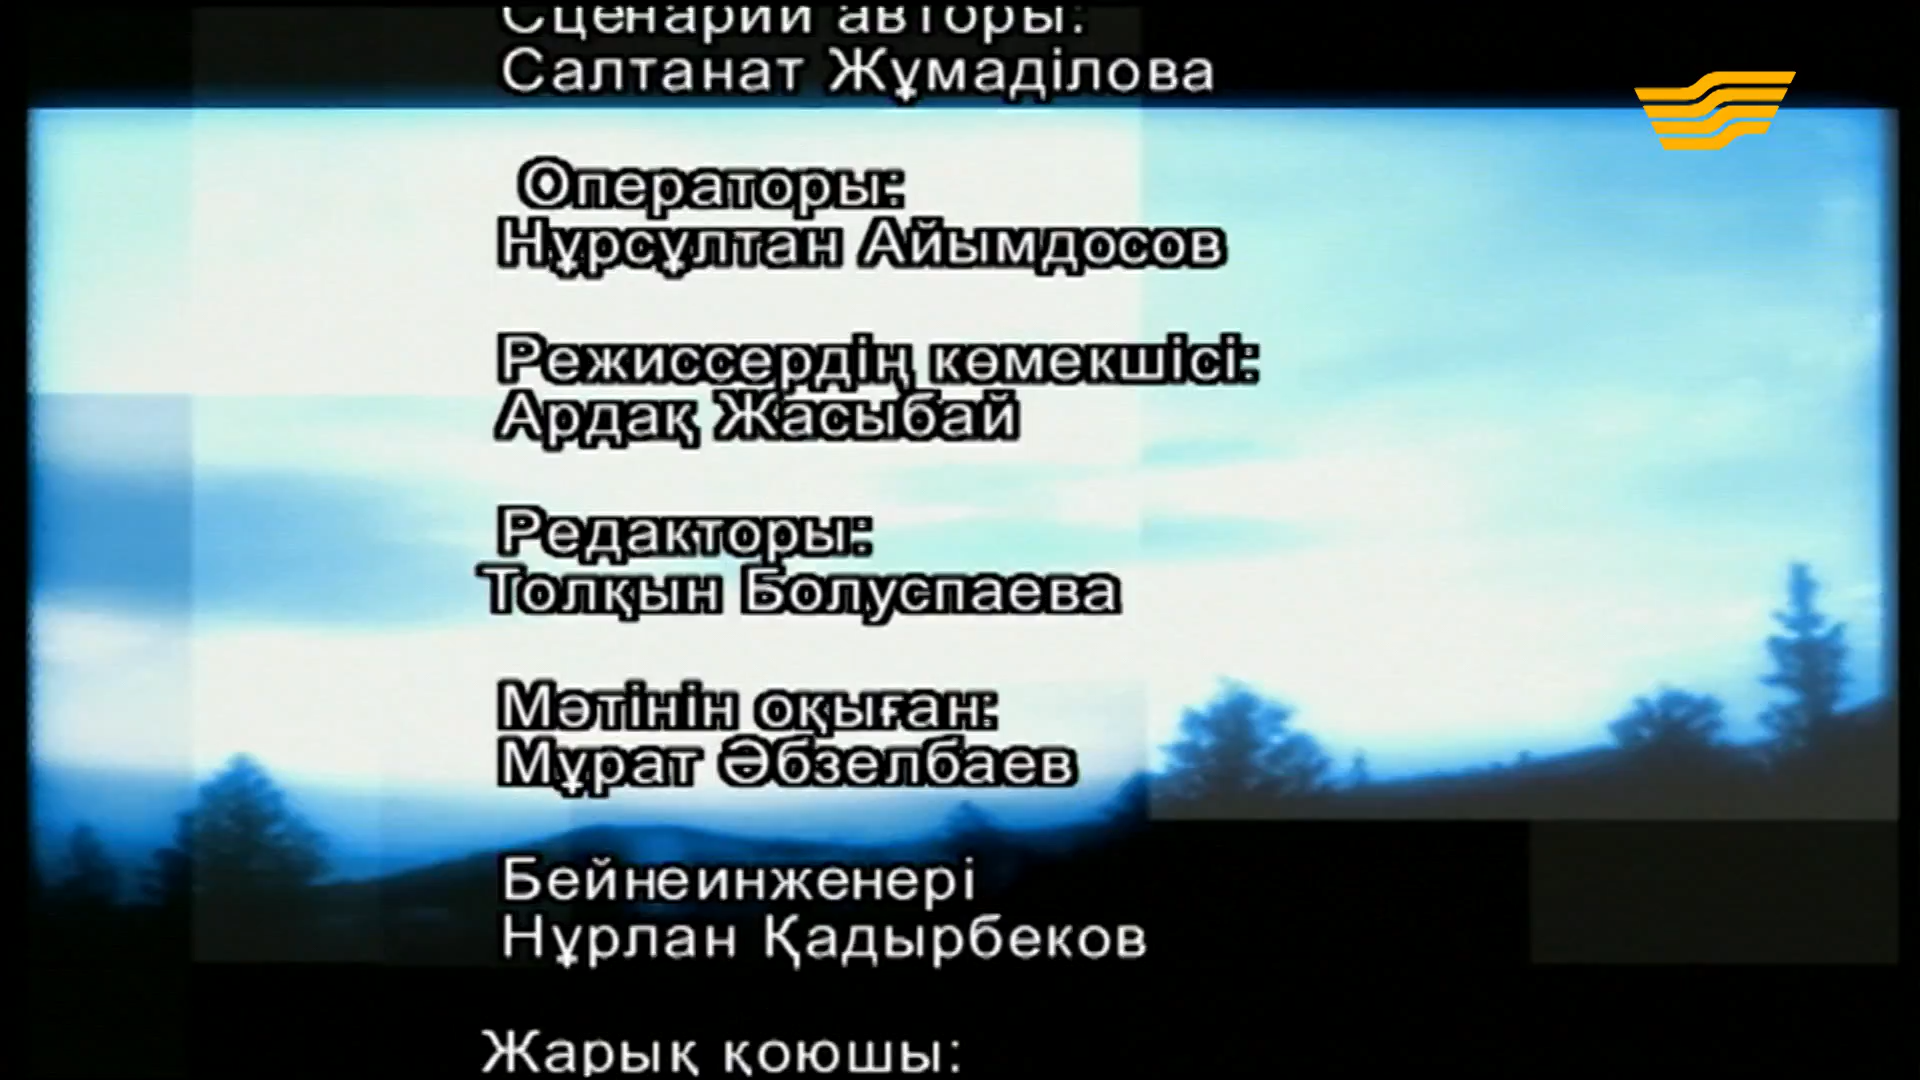 Сценарий авторы:
Салтанат Жұмаділова
Операторы:
Нұрсұлтан Айымдосов
Режиссердің көмекшісі:
Ардақ Жасыбай
Редакторы:
Толқын Болуспаева
Мәтінін оқыған:
Мұрат Әбзелбаев
Бейнеинженері
Нұрлан Қадырбеков
Жарық қоюшы: